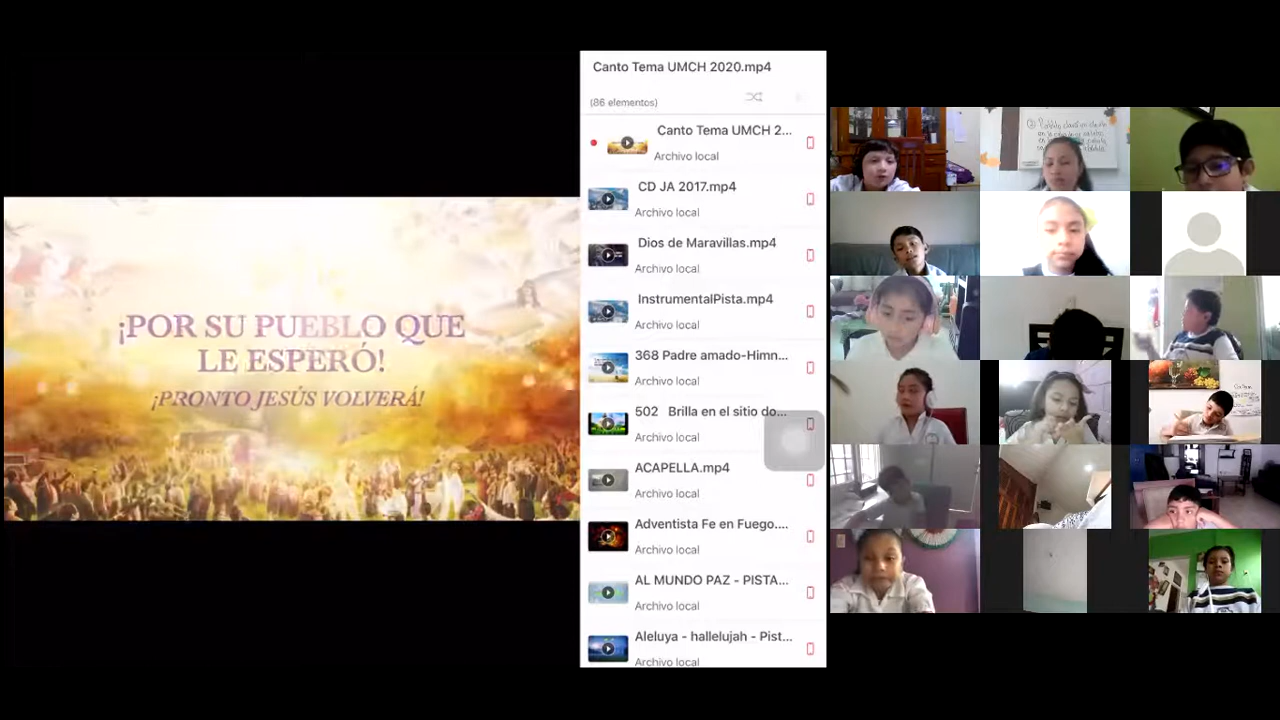 ¡POR SU PUEBLO QUE
LE ESPERÓ!
¡PRONTO JESÚS VOLVERÁ!
Canto Tema UMCH 2020.mp4
(86 elementos)
Canto Tema UMCH 2...
Archivo local
CD JA 2017.mp4
Archivo local
Dios de Maravillas.mp4
Archivo local
InstrumentalPista.mp4
Archivo local
368 Padre amado-Himn...
Archivo local
502 Brilla en el sitio do...
Archivo local
ACAPELLA.mp4
Archivo local
Adventista Fe en Fuego....
Archivo local
AL MUNDO PAZ - PISTA...
Archivo local
Aleluya - hallelujah - Pist...
Archivo local